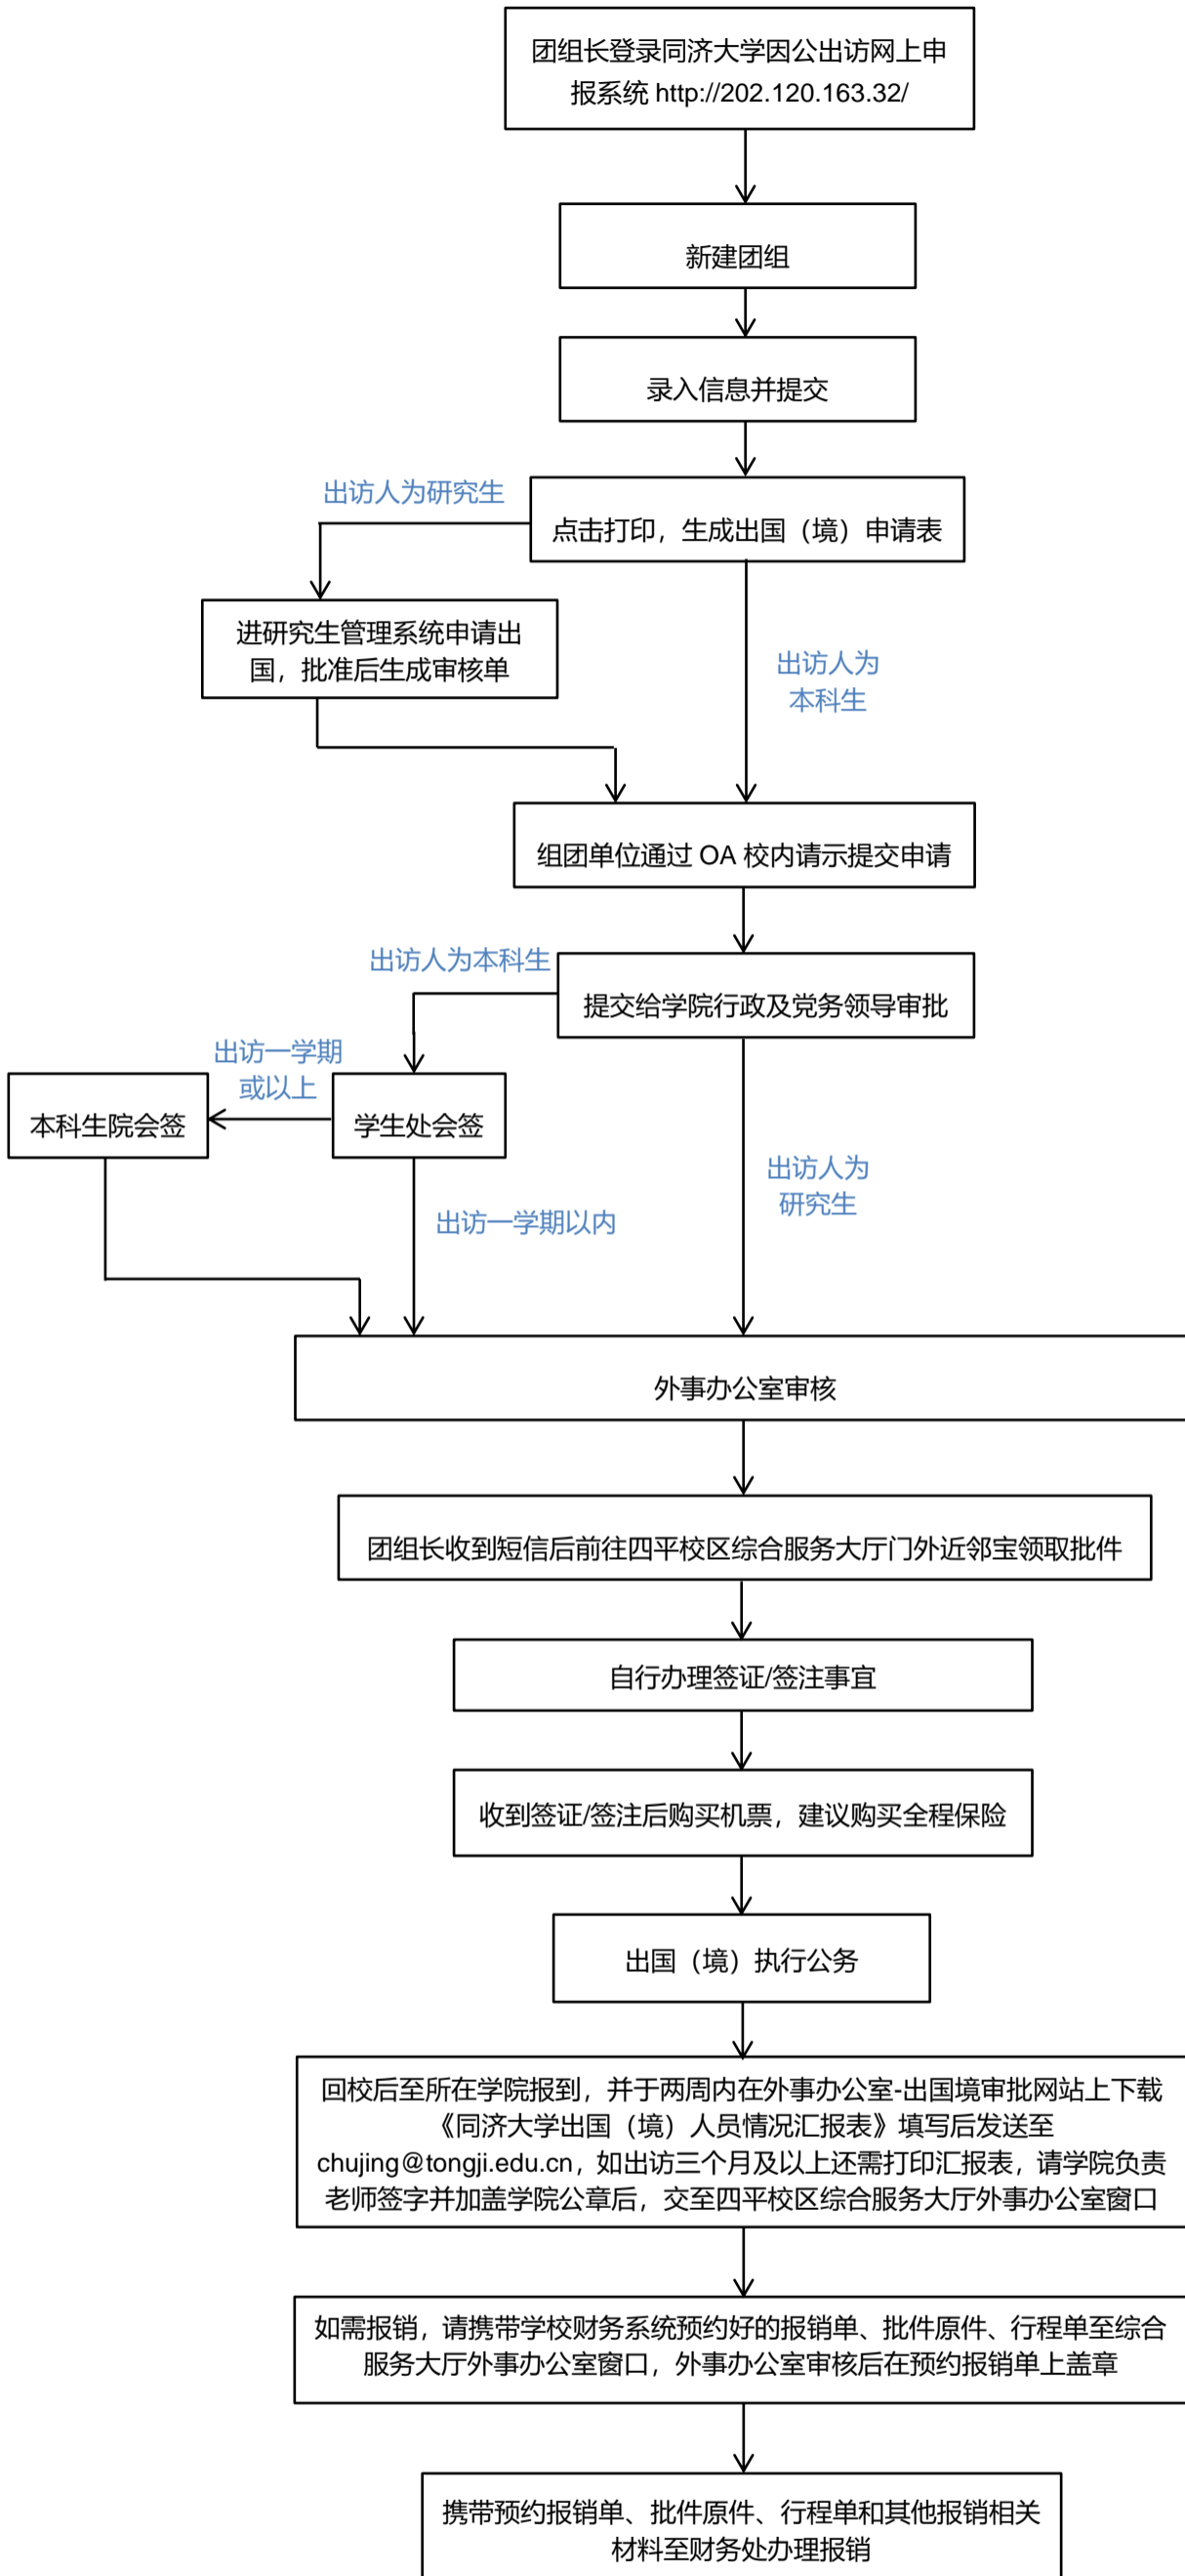 团组长登录同济大学因公出访网上申
报系统 http://202.120.163.32/
新建团组
录入信息并提交
出访人为研究生
点击打印，生成出国（境）申请表
进研究生管理系统申请出
国，批准后生成审核单
出访人为
本科生
组团单位通过 OA 校内请示提交申请
出访人为本科生
提交给学院行政及党务领导审批
出访一学期
或以上
本科生院会签
学生处会签
出访人为
研究生
出访一学期以内
外事办公室审核
团组长收到短信后前往四平校区综合服务大厅门外近邻宝领取批件
自行办理签证/签注事宜
收到签证/签注后购买机票，建议购买全程保险
出国（境）执行公务
回校后至所在学院报到，并于两周内在外事办公室-出国境审批网站上下载
《同济大学出国（境）人员情况汇报表》填写后发送至
chujing@tongji.edu.cn，如出访三个月及以上还需打印汇报表，请学院负责
老师签字并加盖学院公章后，交至四平校区综合服务大厅外事办公室窗口
如需报销，请携带学校财务系统预约好的报销单、批件原件、行程单至综合
服务大厅外事办公室窗口，外事办公室审核后在预约报销单上盖章
携带预约报销单、批件原件、行程单和其他报销相关
材料至财务处办理报销